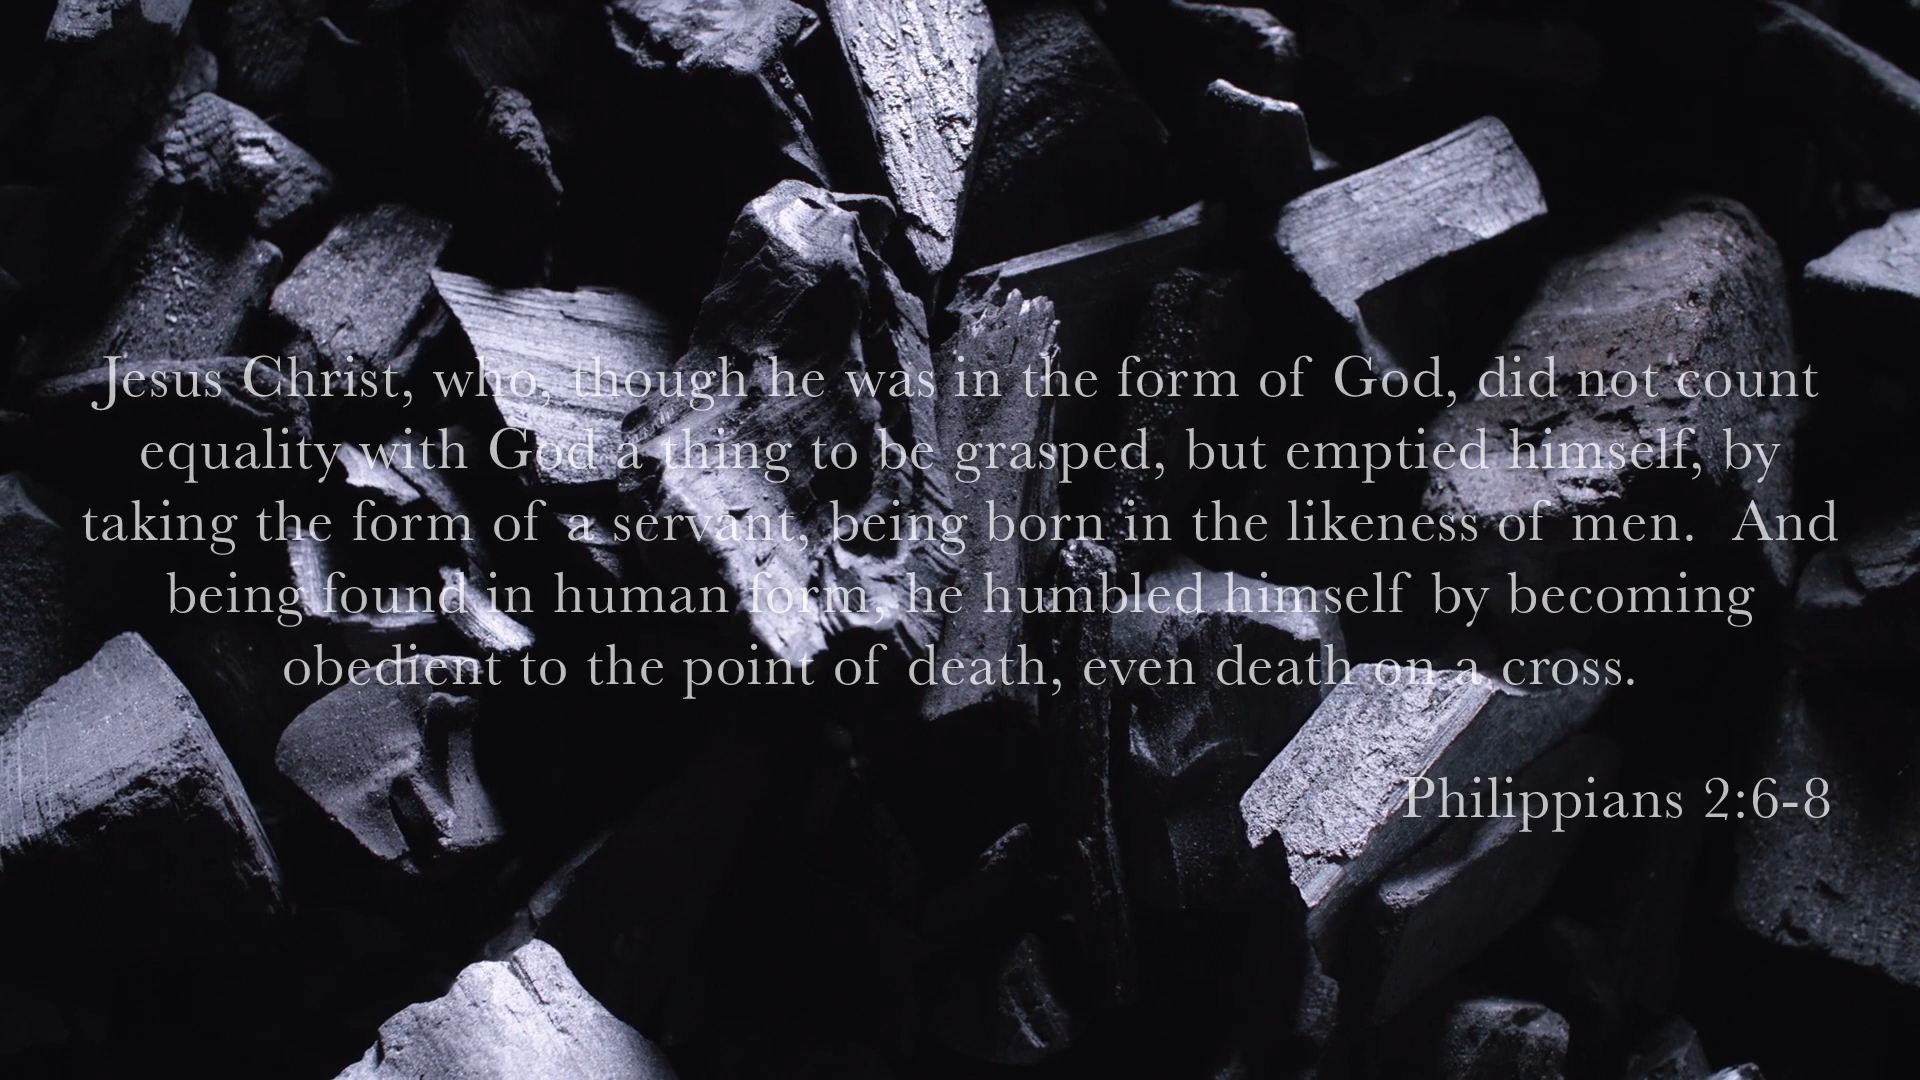 Jesus Christ, who, though he was in the form of God, did not count
equality with God a thing to be grasped, but emptied himself, by
taking the form of a servant, being born in the likeness of men.  And
being found in human form, he humbled himself by becoming
obedient to the point of death, even death on a cross.
Philippians 2:6-8